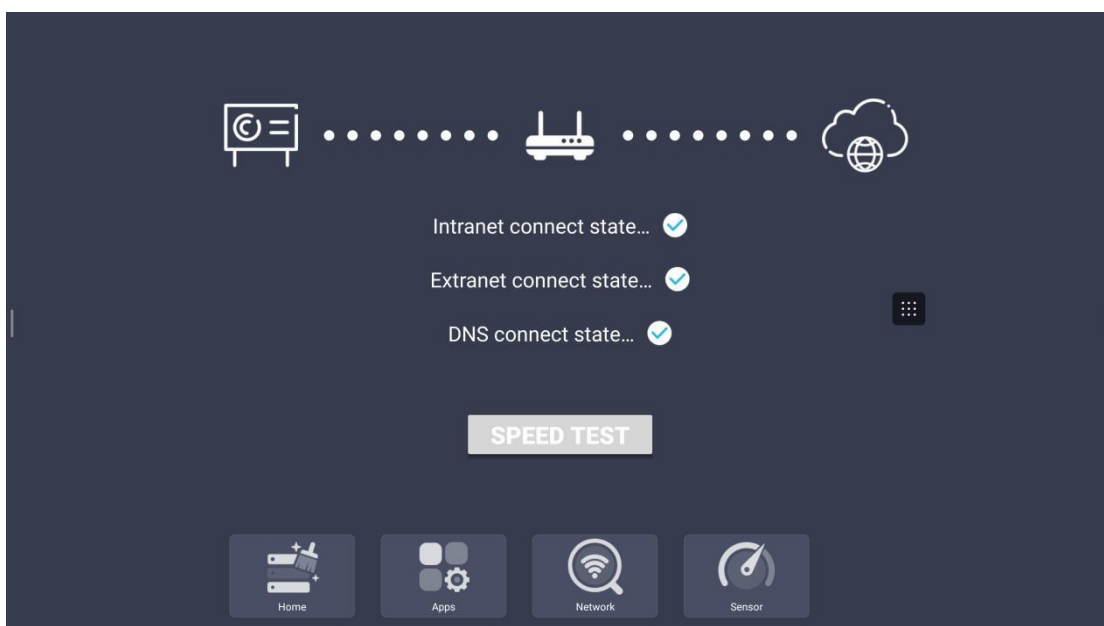 Intranet connect state...
Extranet connect state...
DNS connect state...
SPEED TEST
Home
Apps
Network
Sensor